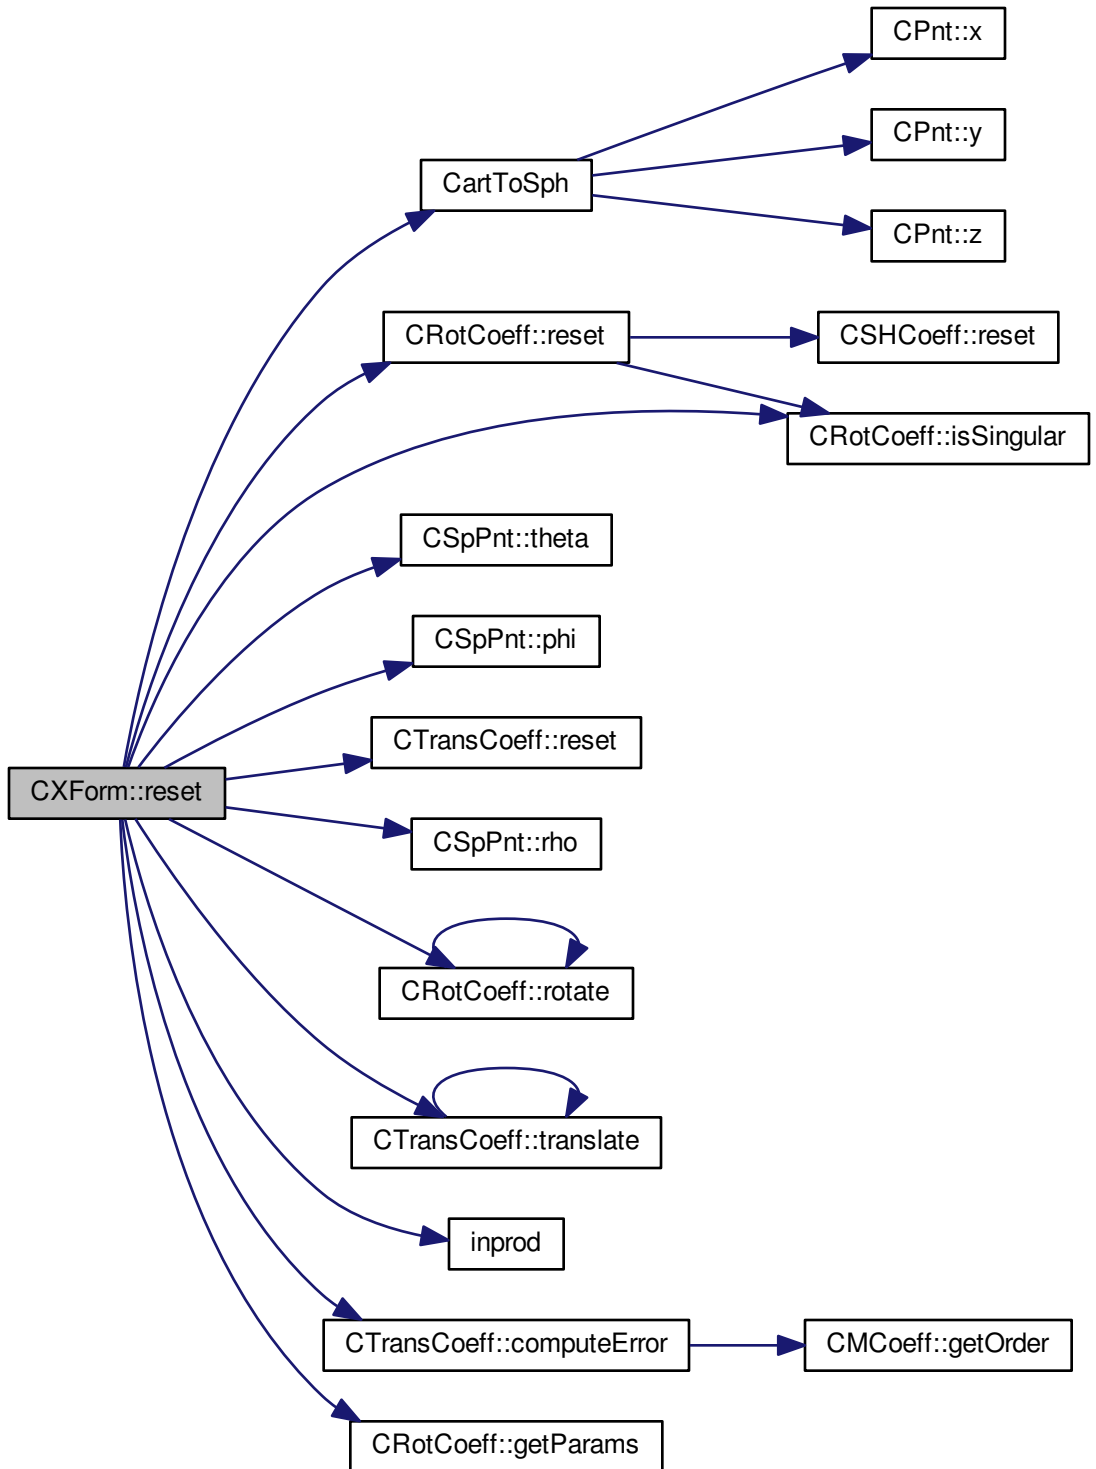 CPnt::x
CPnt::y
CartToSph
CPnt::z
CRotCoeff::reset
CSHCoeff::reset
CRotCoeff::isSingular
CSpPnt::theta
CSpPnt::phi
CTransCoeff::reset
CXForm::reset
CSpPnt::rho
CRotCoeff::rotate
CTransCoeff::translate
inprod
CTransCoeff::computeError
CMCoeff::getOrder
CRotCoeff::getParams